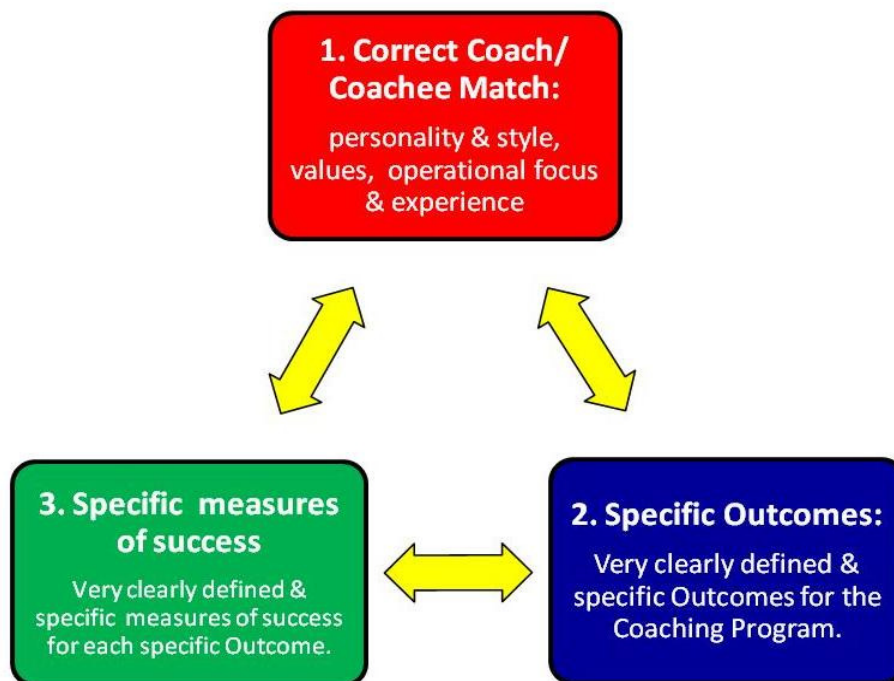 1. Correct Coach/
Coachee Match:
personality & style,
values, operational focus
& experience
3. Specific measures
of success
Very clearly defined &
specific measures of success
for each specific Outcome.
2. Specific Outcomes:
Very clearly defined &
specific Outcomes for the
Coaching Program.